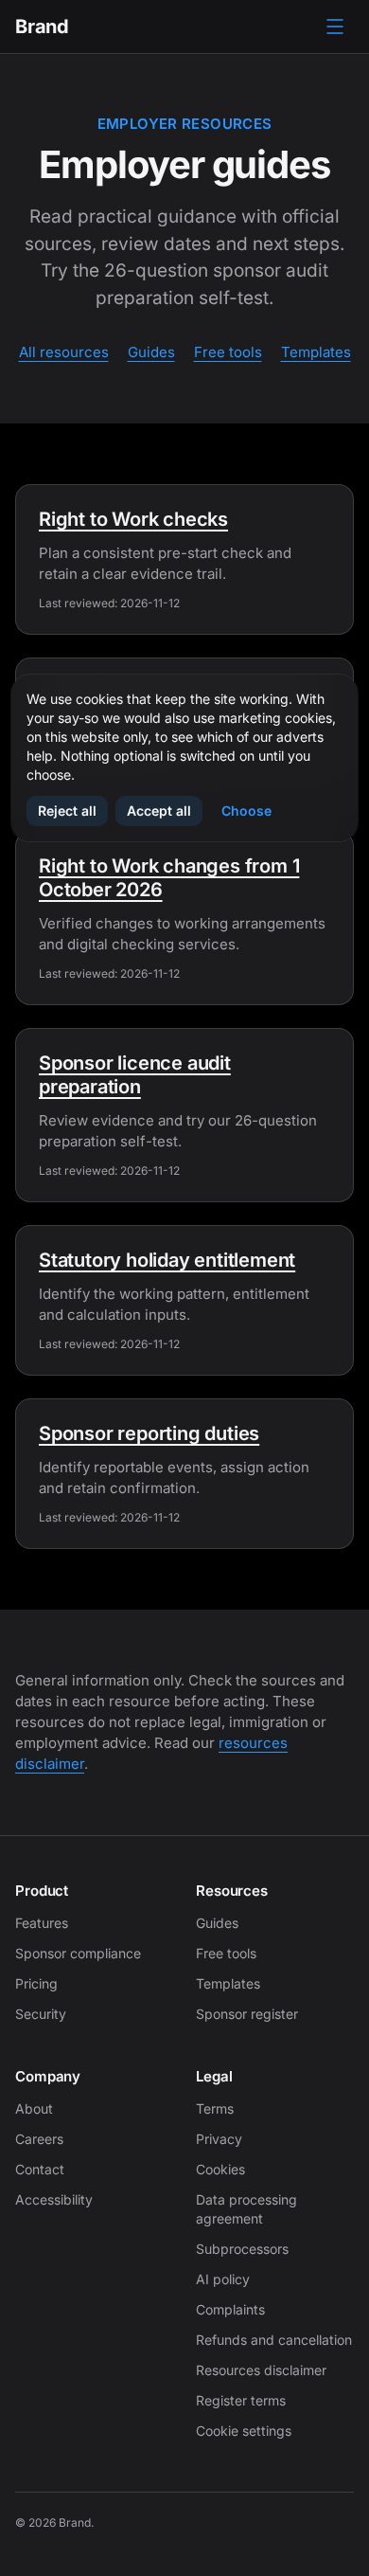 Brand
EMPLOYER RESOURCES
Employer guides
Read practical guidance with official
sources, review dates and next steps.
Try the 26-question sponsor audit
preparation self-test.
All resources Guides Free tools Templates
Right to Work checks
Plan a consistent pre-start check and
retain a clear evidence trail.
Last reviewed: 2026-11-12
We use cookies that keep the site working. With
your say-so we would also use marketing cookies,
on this website only, to see which of our adverts
help. Nothing optional is switched on until you
choose.
Reject all Accept all Choose
Right to Work changes from 1
October 2026
Verified changes to working arrangements
and digital checking services.
Last reviewed: 2026-11-12
Sponsor licence audit
preparation
Review evidence and try our 26-question
preparation self-test.
Last reviewed: 2026-11-12
Statutory holiday entitlement
Identify the working pattern, entitlement
and calculation inputs.
Last reviewed: 2026-11-12
Sponsor reporting duties
Identify reportable events, assign action
and retain confirmation.
Last reviewed: 2026-11-12
General information only. Check the sources and
dates in each resource before acting. These
resources do not replace legal, immigration or
employment advice. Read our resources
disclaimer.
Product
Features
Sponsor compliance
Pricing
Security
Resources
Guides
Free tools
Templates
Sponsor register
Company
About
Careers
Contact
Accessibility
Legal
Terms
Privacy
Cookies
Data processing
agreement
Subprocessors
AI policy
Complaints
Refunds and cancellation
Resources disclaimer
Register terms
Cookie settings
© 2026 Brand.